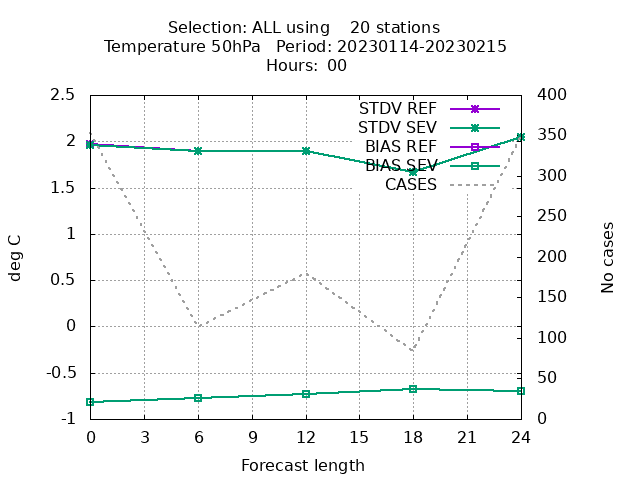 Selection: ALL using    20 stations
Temperature 50hPa   Period: 20230114-20230215
Hours: 00
2.5
2
1.5
1
0.5
0
-0.5
-1
400
350
300
250
200
150
100
50
0
STDV REF
STDV SEV
BIAS REF
BIAS SEV
CASES
deg C
No cases
0 3 6 9 12 15 18 21 24
Forecast length